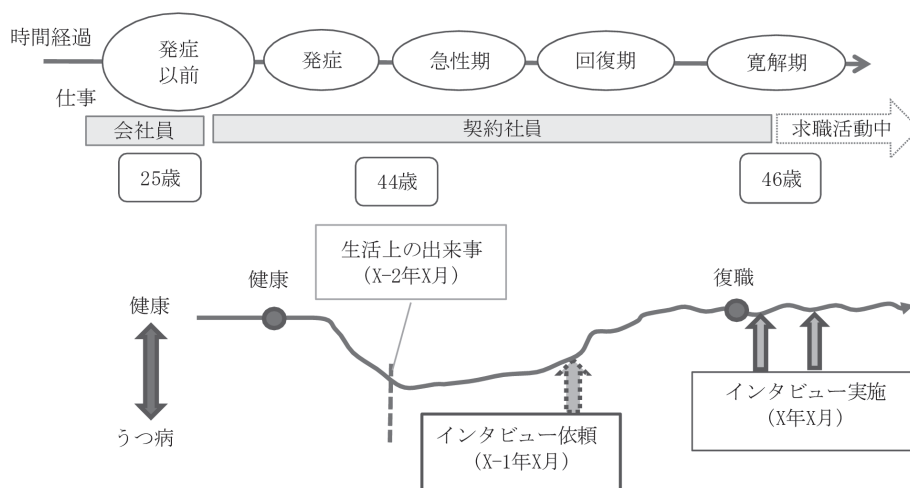 時間経過
発症
以前
発症
急性期
回復期
寛解期
仕事
会社員
契約社員
求職活動中
25歳
44歳
46歳
生活上の出来事
（X-2年X月）
健康
健康
復職
うつ病
インタビュー依頼
（X-1年X月）
インタビュー実施
（X年X月）